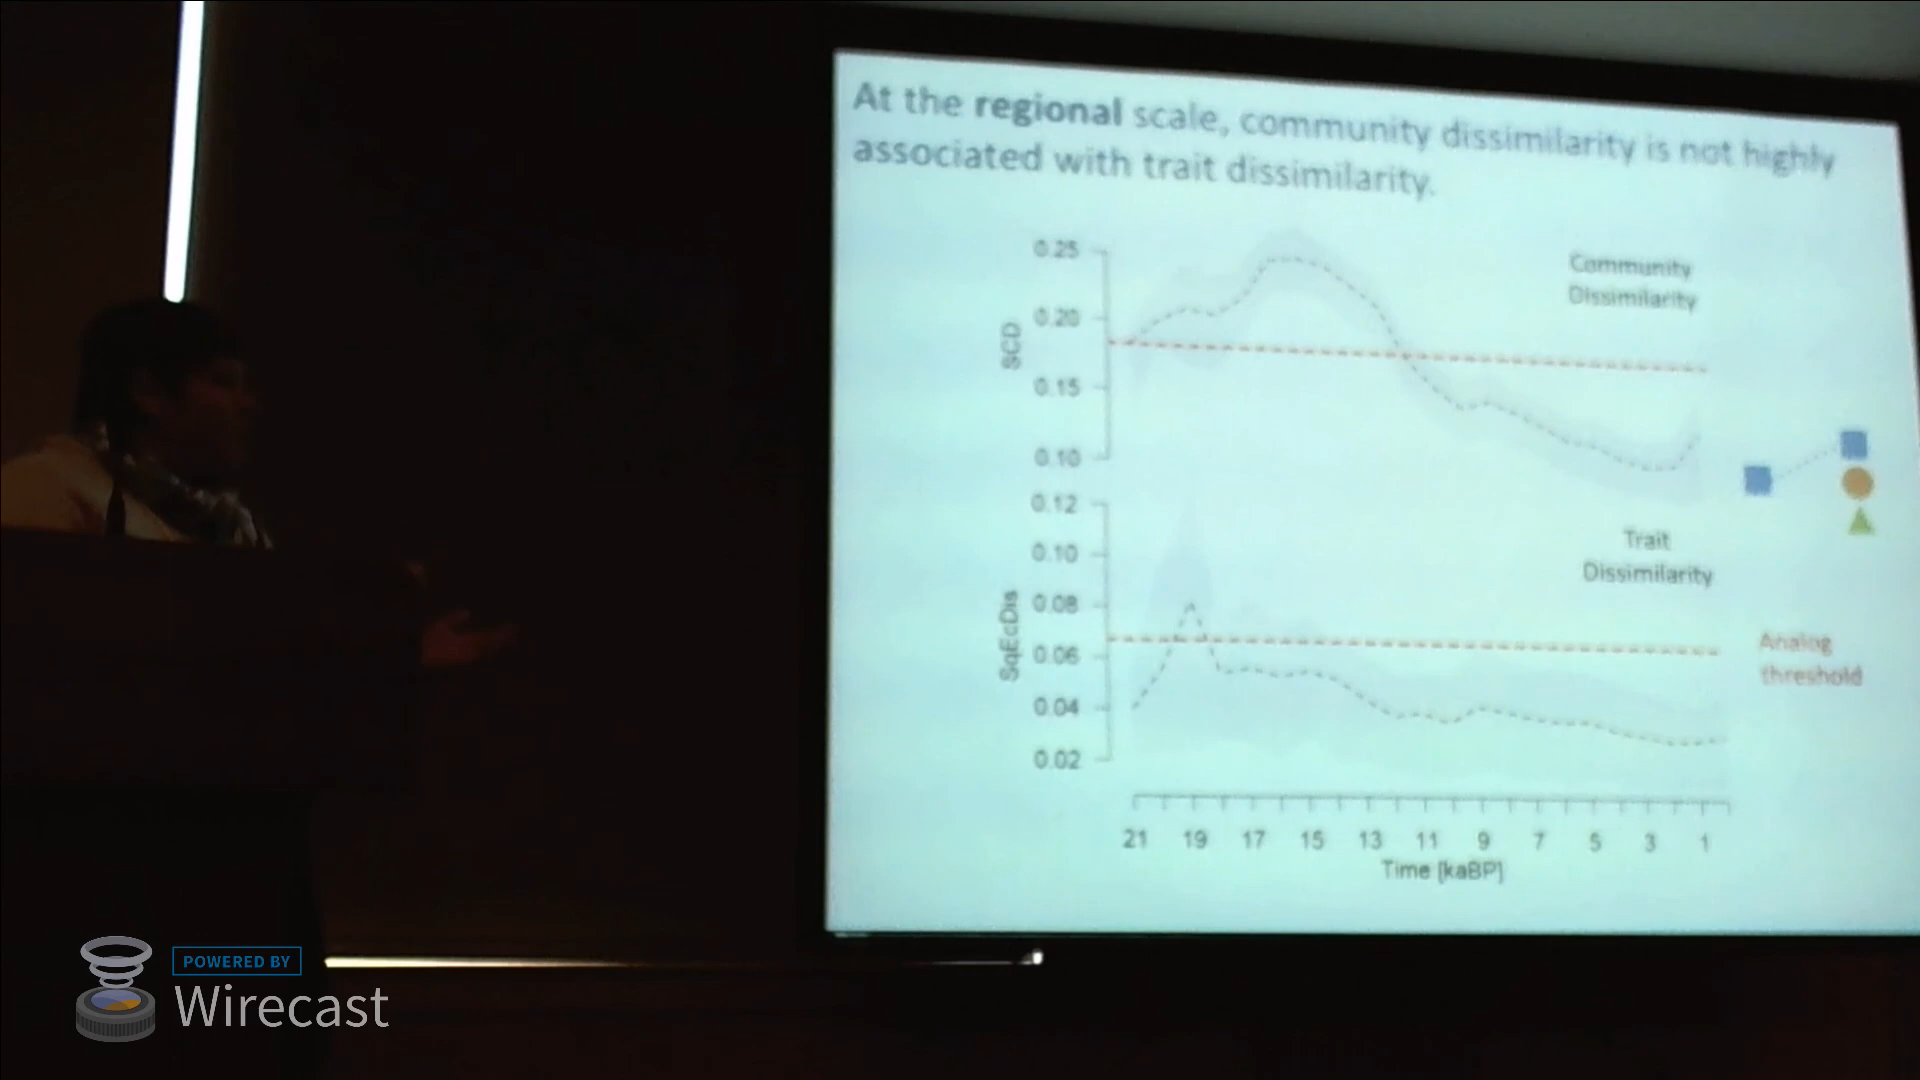 At the regional scale, community dissimilarity is not highly
associated with trait dissimilarity.
0.25
0.20
0.15
0.10
SCD
Community
Dissimilarity
0.12
0.10
0.08
0.06
0.04
0.02
SqEcDis
Trait
Dissimilarity
Analog
threshold
21 19 17 15 13 11 9 7 5 3 1
Time [kaBP]
POWERED BY
Wirecast